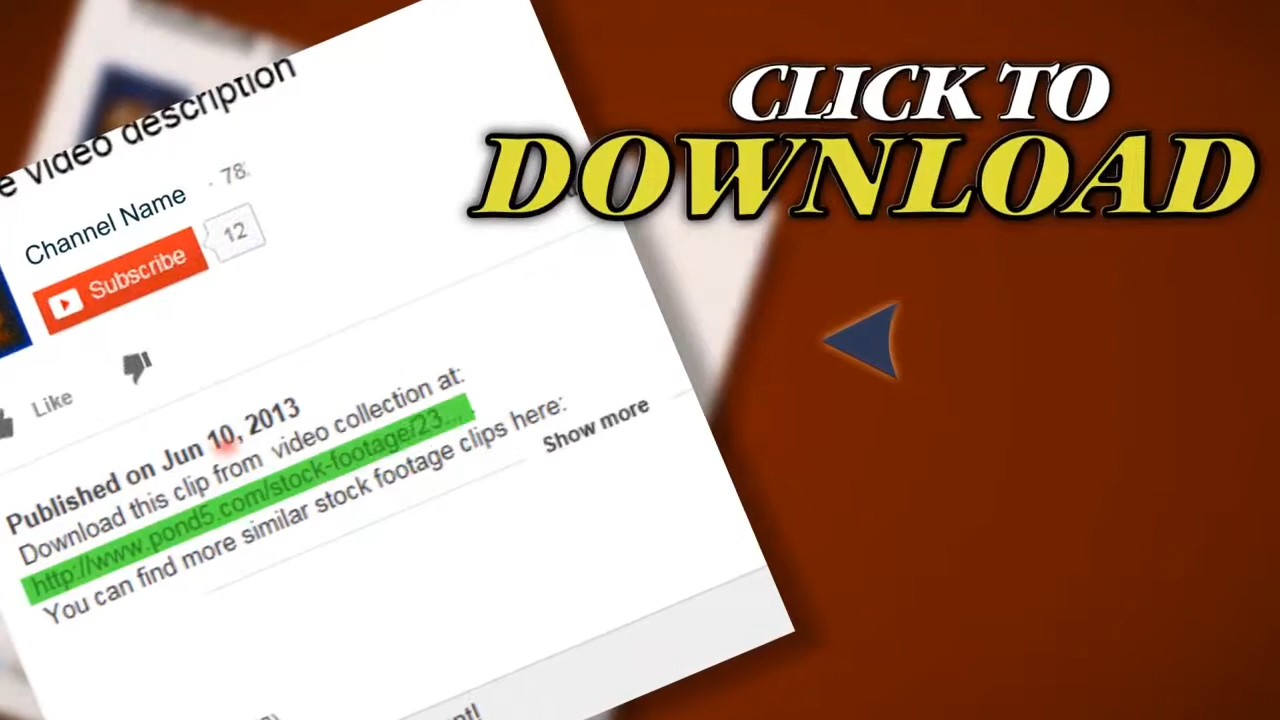 CLICK TO
DOWNLOAD
e video description
Channel Name
Subscribe
12
Like
Published on Jun 10, 2013
Download this clip from video collection at:
http://www.pond5.com/stock-footage/23...
You can find more similar stock footage clips here:
Show more